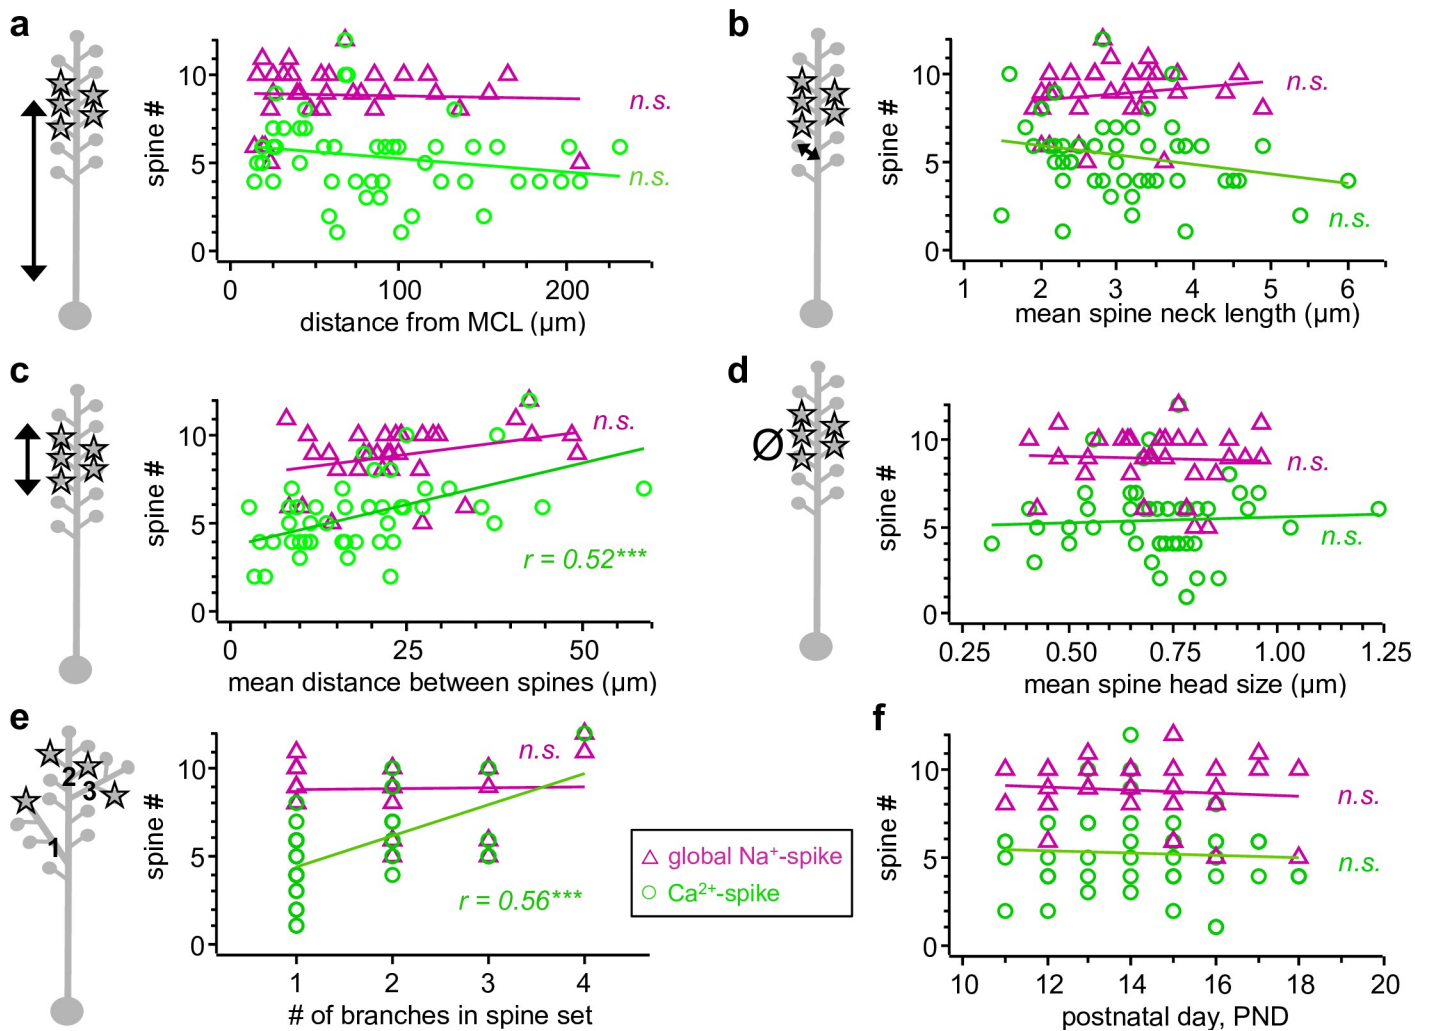 a
spine #
10
5
0
n.s.
n.s.
0 100 200
distance from MCL (µm)
b
spine #
10
5
0
n.s.
n.s.
1 2 3 4 5 6
mean spine neck length (µm)
c
spine #
10
5
0
n.s.
r = 0.52***
0 25 50
mean distance between spines (µm)
d
Ø
spine #
10
5
0
n.s.
n.s.
0.25 0.50 0.75 1.00 1.25
mean spine head size (µm)
e
2
3
1
spine #
10
5
0
n.s.
r = 0.56***
1 2 3 4
# of branches in spine set
global Na⁺-spike
Ca²⁺-spike
f
spine #
10
5
0
n.s.
n.s.
10 12 14 16 18 20
postnatal day, PND